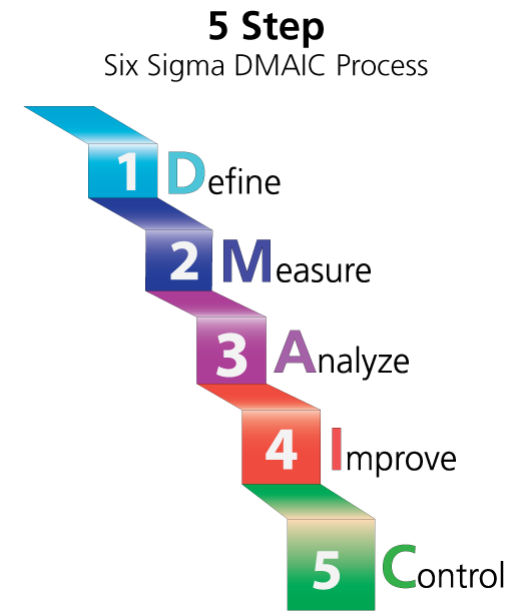 5 Step
Six Sigma DMAIC Process
1 Define
2 Measure
3 Analyze
4 Improve
5 Control